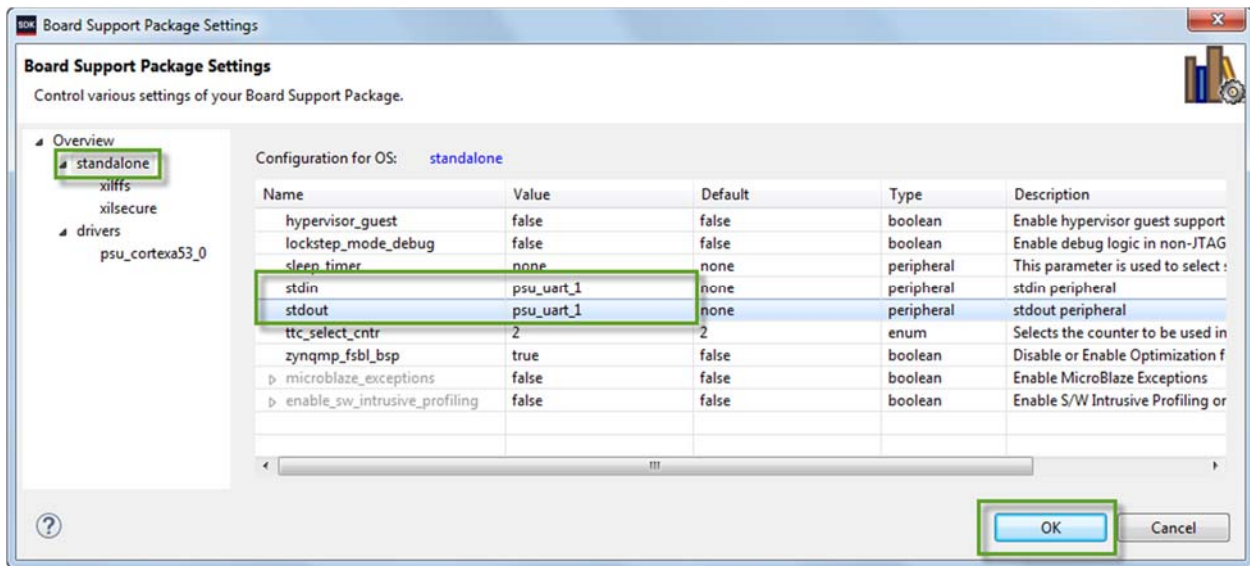 SDK Board Support Package Settings
Board Support Package Settings
Control various settings of your Board Support Package.
Overview
standalone
xilffs
xilsecure
drivers
psu_cortexa53_0
Configuration for OS: standalone
Name Value Default Type Description
hypervisor_guest false false boolean Enable hypervisor guest support
lockstep_mode_debug false false boolean Enable debug logic in non-JTAG
sleep_timer none none peripheral This parameter is used to select
stdin psu_uart_1 none peripheral stdin peripheral
stdout psu_uart_1 none peripheral stdout peripheral
ttc_select_cntr 2 2 enum Selects the counter to be used in
zynqmp_fsbl_bsp true false boolean Disable or Enable Optimization f
microblaze_exceptions false false boolean Enable MicroBlaze Exceptions
enable_sw_intrusive_profiling false false boolean Enable S/W Intrusive Profiling or
? OK Cancel